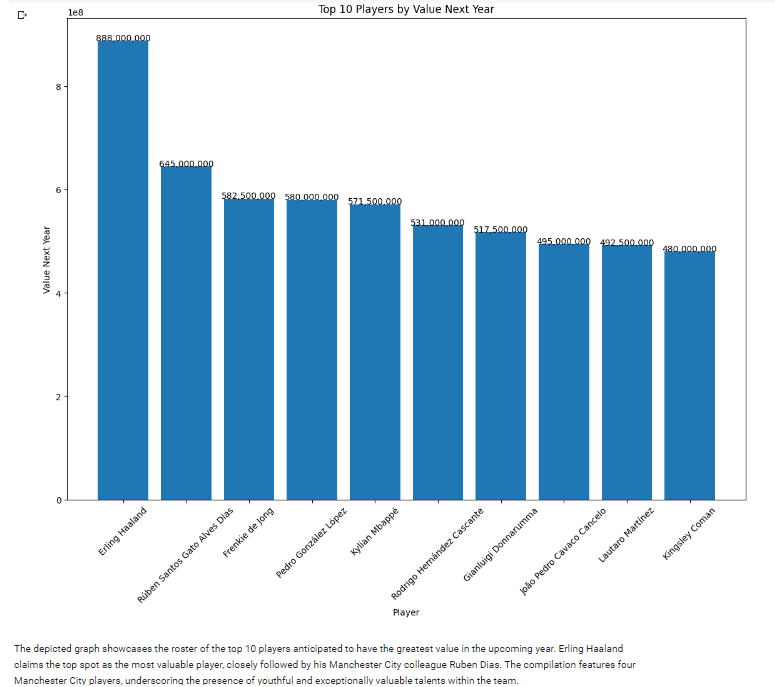 Top 10 Players by Value Next Year
1e8
888,000,000
645,000,000
582,500,000
580,000,000
571,500,000
531,000,000
517,500,000
495,000,000
492,500,000
480,000,000
8
6
4
2
0
Value Next Year
Erling Haaland
Rúben Santos Gato Alves Dias
Frenkie de Jong
Pedro González López
Kylian Mbappé
Rodrigo Hernández Cascante
Gianluigi Donnarumma
João Pedro Cavaco Cancelo
Lautaro Martínez
Kingsley Coman
Player
The depicted graph showcases the roster of the top 10 players anticipated to have the greatest value in the upcoming year. Erling Haaland
claims the top spot as the most valuable player, closely followed by his Manchester City colleague Ruben Dias. The compilation features four
Manchester City players, underscoring the presence of youthful and exceptionally valuable talents within the team.